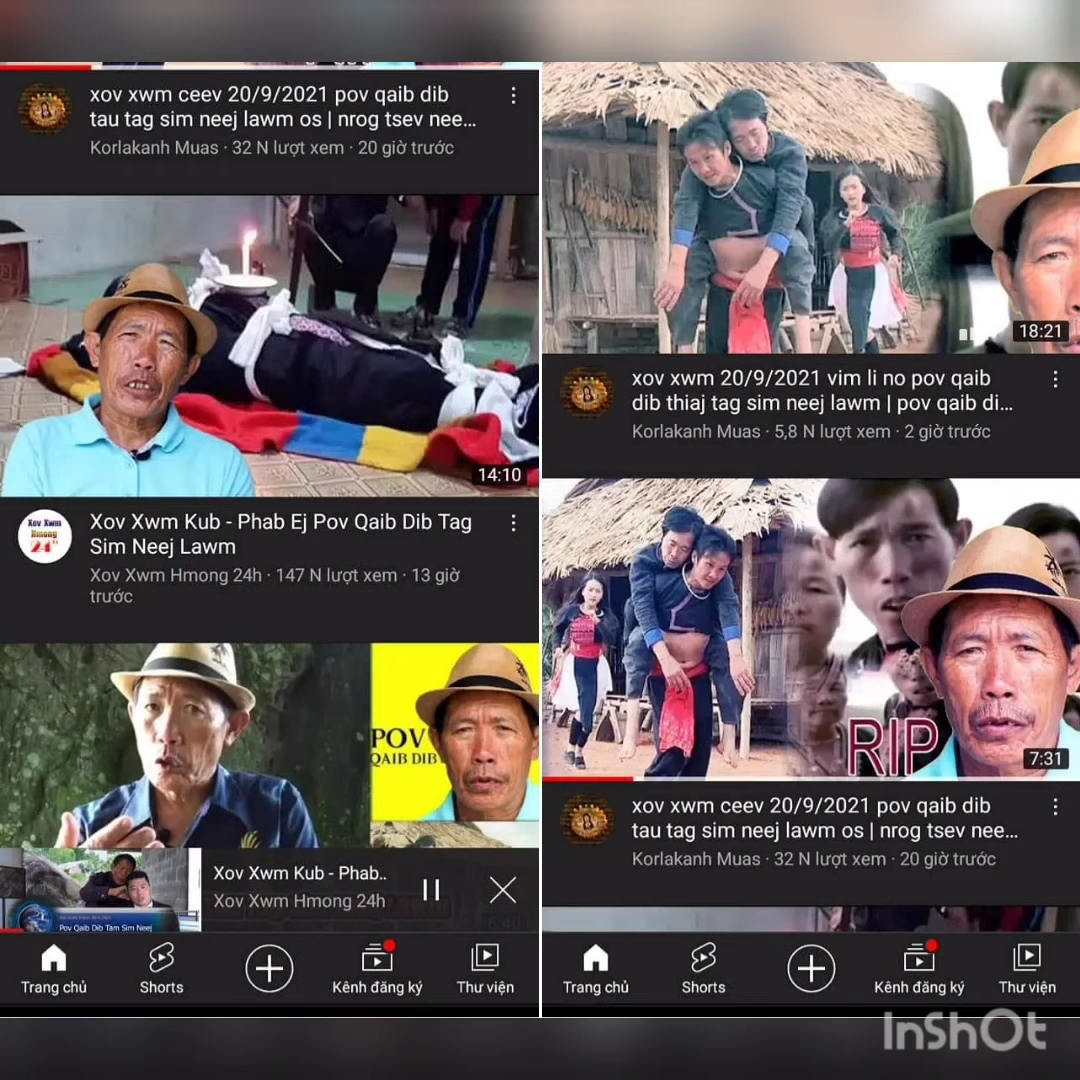 xov xwm ceev 20/9/2021 pov qaib dib
tau tag sim neej lawm os | nrog tsev nee...
Korlakanh Muas · 32 N lượt xem · 20 giờ trước
14:10
Xov Xwm
Hmong
24h
Xov Xwm Kub - Phab Ej Pov Qaib Dib Tag
Sim Neej Lawm
Xov Xwm Hmong 24h · 147 N lượt xem · 13 giờ
trước
POV
QAIB DIB
Pov Qaib Dib Tam Sim Neej
Xov Xwm Kub - Phab..
Xov Xwm Hmong 24h
Trang chủ
Shorts
Kênh đăng ký
Thư viện
18:21
xov xwm 20/9/2021 vim li no pov qaib
dib thiaj tag sim neej lawm | pov qaib di...
Korlakanh Muas · 5,8 N lượt xem · 2 giờ trước
RIP
7:31
xov xwm ceev 20/9/2021 pov qaib dib
tau tag sim neej lawm os | nrog tsev nee...
Korlakanh Muas · 32 N lượt xem · 20 giờ trước
Trang chủ
Shorts
Kênh đăng ký
Thư viện
InShOt